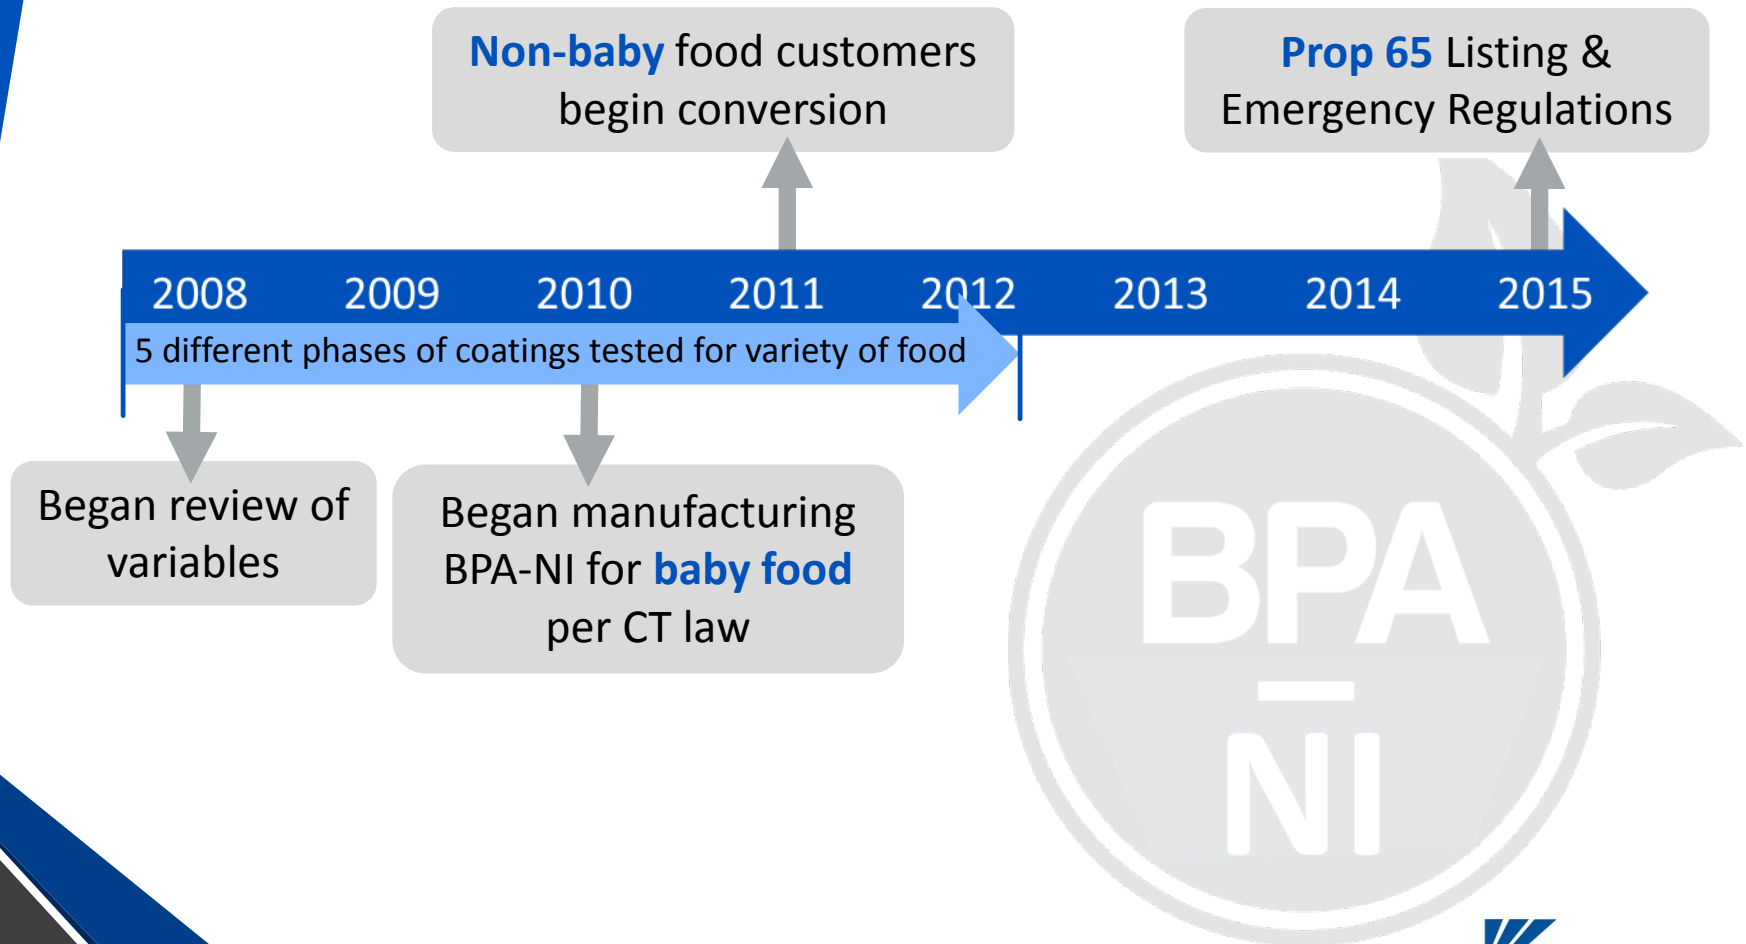 Non-baby food customers
begin conversion
Prop 65 Listing &
Emergency Regulations
2008 2009 2010 2011 2012 2013 2014 2015
5 different phases of coatings tested for variety of food
Began review of
variables
Began manufacturing
BPA-NI for baby food
per CT law
BPA
NI